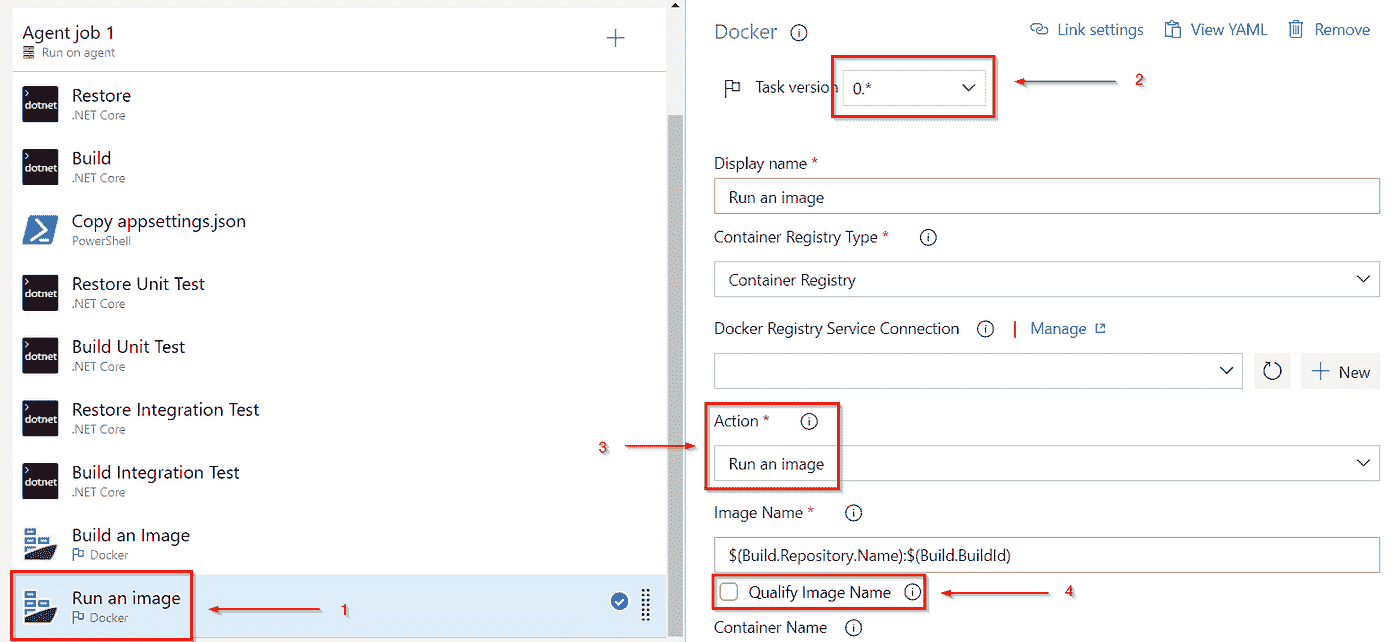 Agent job 1
Run on agent
dotnet
Restore
.NET Core
dotnet
Build
.NET Core
Copy appsettings.json
PowerShell
dotnet
Restore Unit Test
.NET Core
dotnet
Build Unit Test
.NET Core
dotnet
Restore Integration Test
.NET Core
dotnet
Build Integration Test
.NET Core
Build an Image
Docker
Run an image
Docker
1
Docker
Link settings
View YAML
Remove
Task version
0.*
2
Display name *
Run an image
Container Registry Type *
Container Registry
Docker Registry Service Connection
| Manage
New
3
Action *
Run an image
Image Name *
$(Build.Repository.Name):$(Build.BuildId)
Qualify Image Name
4
Container Name